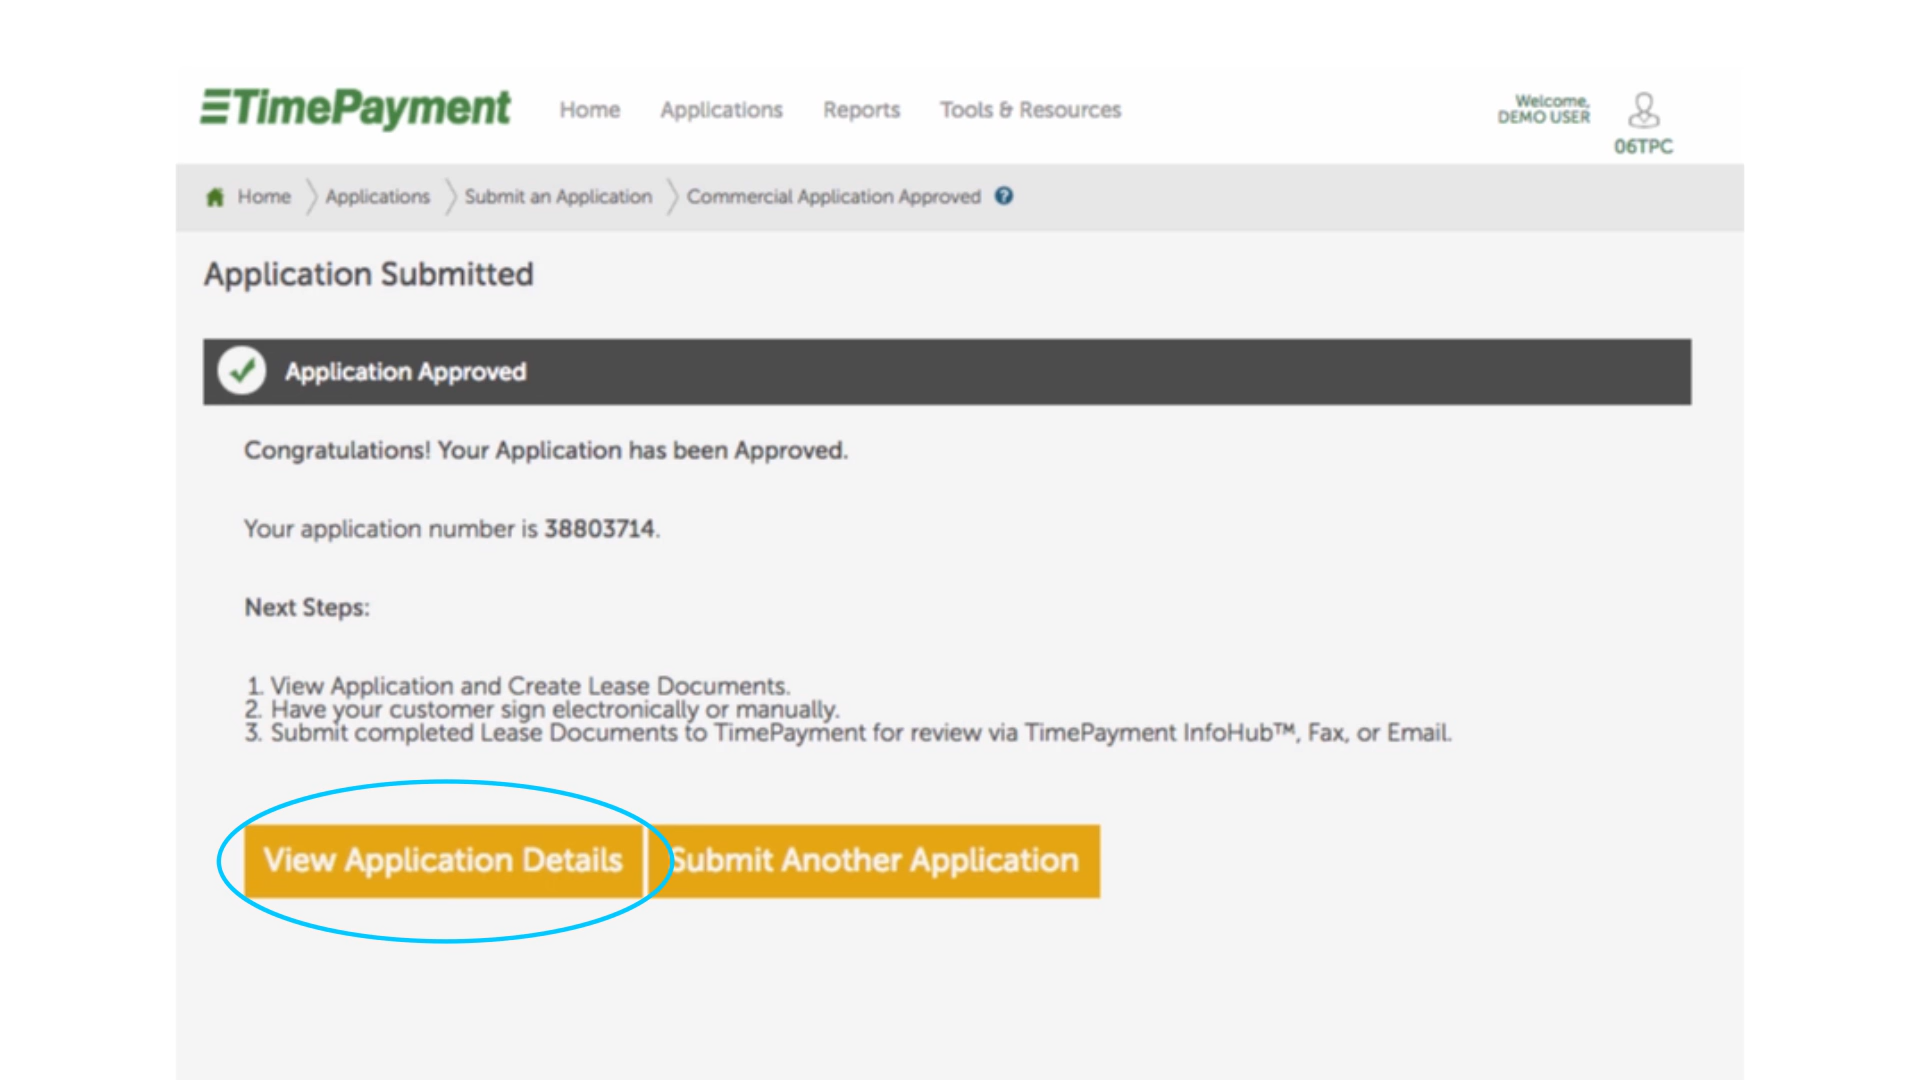 TimePayment
Home Applications Reports Tools & Resources
Welcome,
DEMO USER
06TPC
Home Applications Submit an Application Commercial Application Approved ?
Application Submitted
Application Approved
Congratulations! Your Application has been Approved.
Your application number is 38803714.
Next Steps:
1. View Application and Create Lease Documents.
2. Have your customer sign electronically or manually.
3. Submit completed Lease Documents to TimePayment for review via TimePayment InfoHub™, Fax, or Email.
View Application Details Submit Another Application